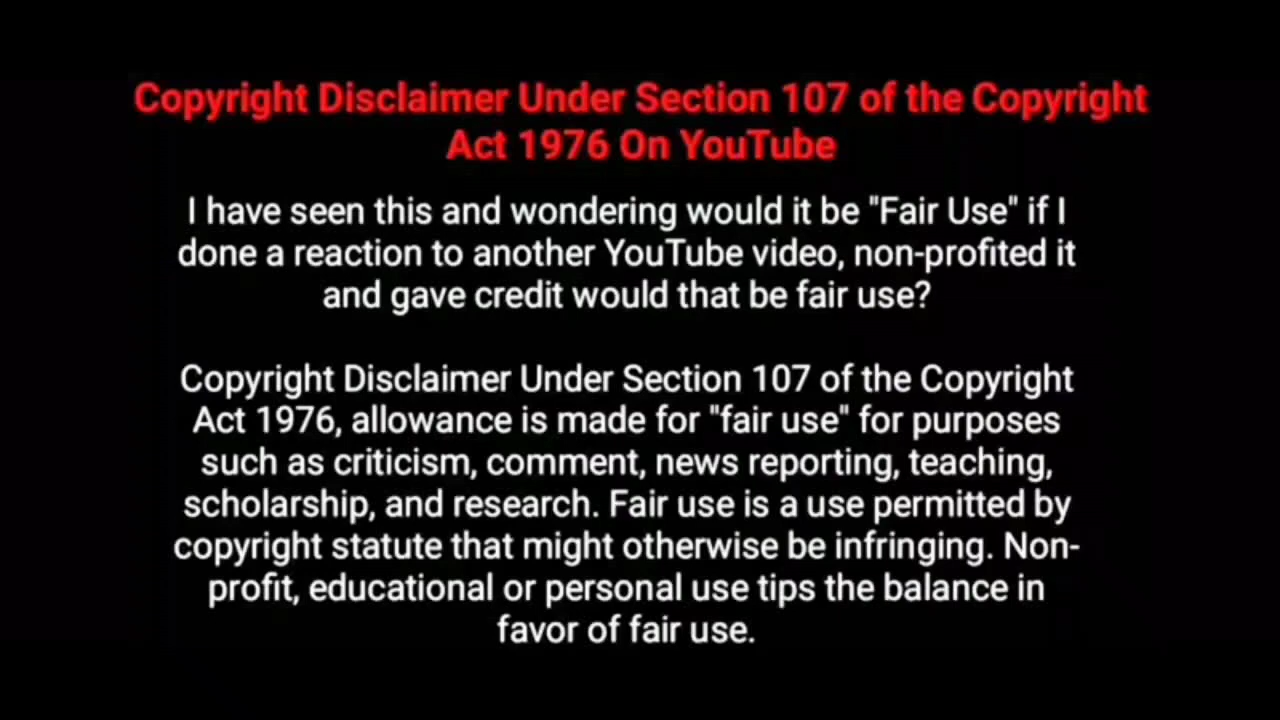 Copyright Disclaimer Under Section 107 of the Copyright
Act 1976 On YouTube
I have seen this and wondering would it be "Fair Use" if I
done a reaction to another YouTube video, non-profited it
and gave credit would that be fair use?
Copyright Disclaimer Under Section 107 of the Copyright
Act 1976, allowance is made for "fair use" for purposes
such as criticism, comment, news reporting, teaching,
scholarship, and research. Fair use is a use permitted by
copyright statute that might otherwise be infringing. Non-
profit, educational or personal use tips the balance in
favor of fair use.